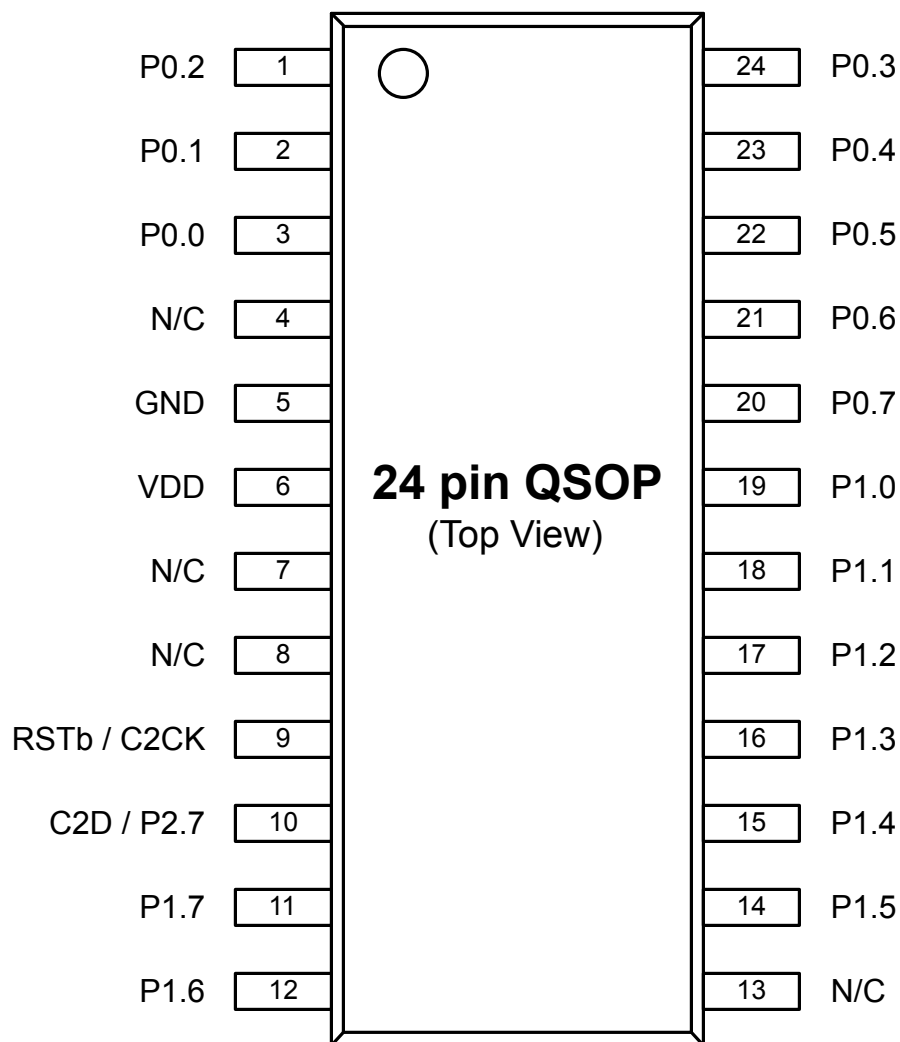 P0.2 1 24 P0.3
P0.1 2 23 P0.4
P0.0 3 22 P0.5
N/C 4 21 P0.6
GND 5 20 P0.7
VDD 6 24 pin QSOP 19 P1.0
(Top View)
N/C 7 18 P1.1
N/C 8 17 P1.2
RSTb / C2CK 9 16 P1.3
C2D / P2.7 10 15 P1.4
P1.7 11 14 P1.5
P1.6 12 13 N/C